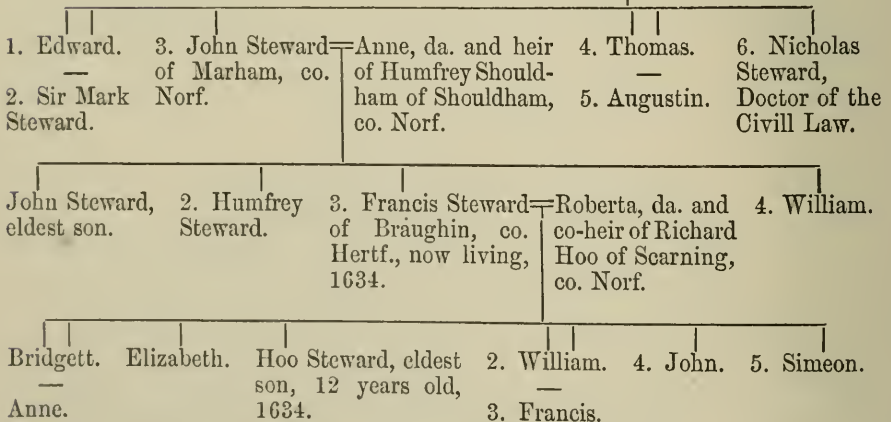 1. Edward.
—
2. Sir Mark
Steward.
3. John Steward=
of Marham, co.
Norf.
Anne, da. and heir
of Humfrey Should-
ham of Shouldham,
co. Norf.
4. Thomas.
—
5. Augustin.
6. Nicholas
Steward,
Doctor of the
Civill Law.
John Steward,
eldest son.
2. Humfrey
Steward.
3. Francis Steward=
of Braughin, co.
Hertf., now living,
1634.
Roberta, da. and
co-heir of Richard
Hoo of Scarning,
co. Norf.
4. William.
Bridgett.
—
Anne.
Elizabeth.
Hoo Steward, eldest
son, 12 years old,
1634.
2. William.
—
3. Francis.
4. John.
5. Simeon.